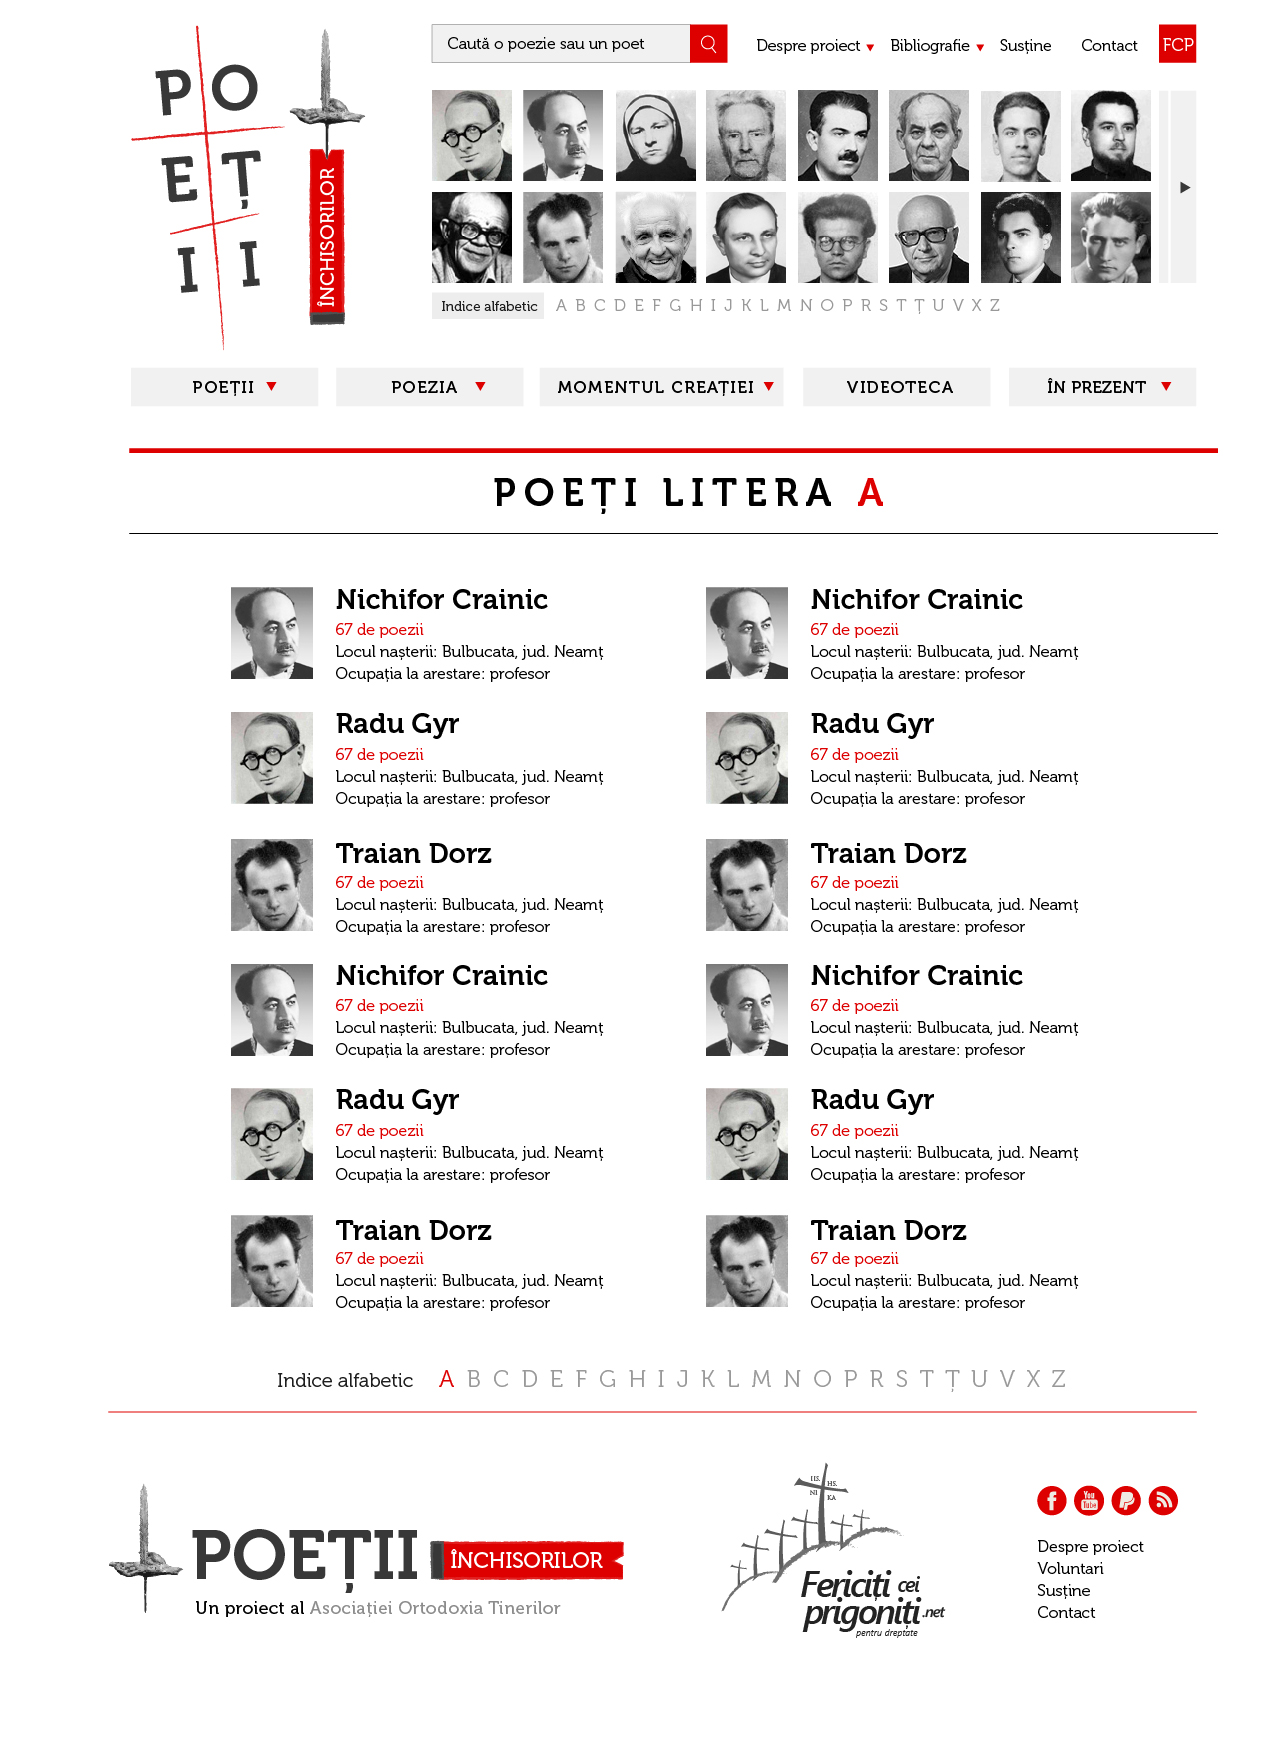 P O
E Ț
I I
ÎNCHISORILOR
Caută o poezie sau un poet
Despre proiect
Bibliografie
Susține
Contact
FCP
Indice alfabetic
A B C D E F G H I J K L M N O P R S T Ț U V X Z
POEȚII
POEZIA
MOMENTUL CREAȚIEI
VIDEOTECA
ÎN PREZENT
POEȚI LITERA A
Nichifor Crainic
67 de poezii
Locul nașterii: Bulbucata, jud. Neamț
Ocupația la arestare: profesor
Nichifor Crainic
67 de poezii
Locul nașterii: Bulbucata, jud. Neamț
Ocupația la arestare: profesor
Radu Gyr
67 de poezii
Locul nașterii: Bulbucata, jud. Neamț
Ocupația la arestare: profesor
Radu Gyr
67 de poezii
Locul nașterii: Bulbucata, jud. Neamț
Ocupația la arestare: profesor
Traian Dorz
67 de poezii
Locul nașterii: Bulbucata, jud. Neamț
Ocupația la arestare: profesor
Traian Dorz
67 de poezii
Locul nașterii: Bulbucata, jud. Neamț
Ocupația la arestare: profesor
Nichifor Crainic
67 de poezii
Locul nașterii: Bulbucata, jud. Neamț
Ocupația la arestare: profesor
Nichifor Crainic
67 de poezii
Locul nașterii: Bulbucata, jud. Neamț
Ocupația la arestare: profesor
Radu Gyr
67 de poezii
Locul nașterii: Bulbucata, jud. Neamț
Ocupația la arestare: profesor
Radu Gyr
67 de poezii
Locul nașterii: Bulbucata, jud. Neamț
Ocupația la arestare: profesor
Traian Dorz
67 de poezii
Locul nașterii: Bulbucata, jud. Neamț
Ocupația la arestare: profesor
Traian Dorz
67 de poezii
Locul nașterii: Bulbucata, jud. Neamț
Ocupația la arestare: profesor
Indice alfabetic
A B C D E F G H I J K L M N O P R S T Ț U V X Z
POEȚII
ÎNCHISORILOR
Un proiect al Asociației Ortodoxia Tinerilor
IIS. HS.
NI KA
Fericiți cei
prigoniți.net
pentru dreptate
You
Tube
Despre proiect
Voluntari
Susține
Contact